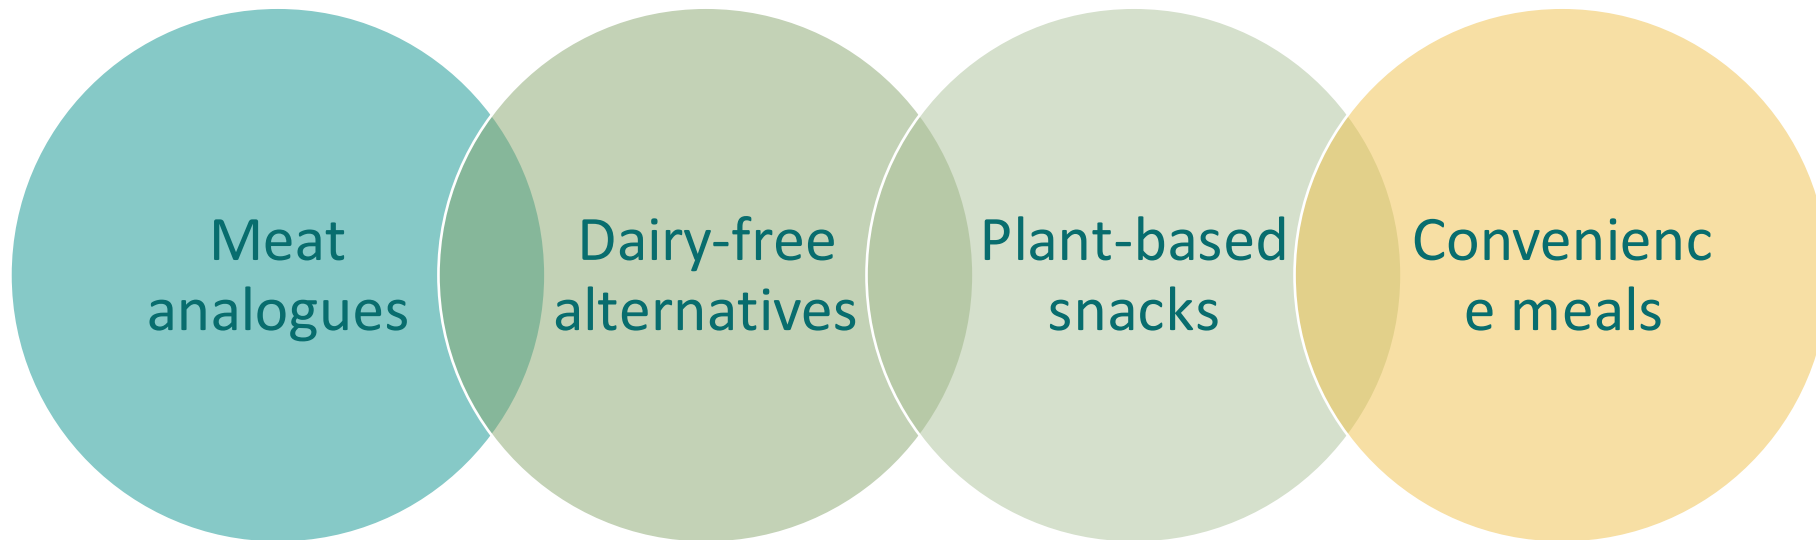 Meat
analogues
Dairy-free
alternatives
Plant-based
snacks
Convenienc
e meals